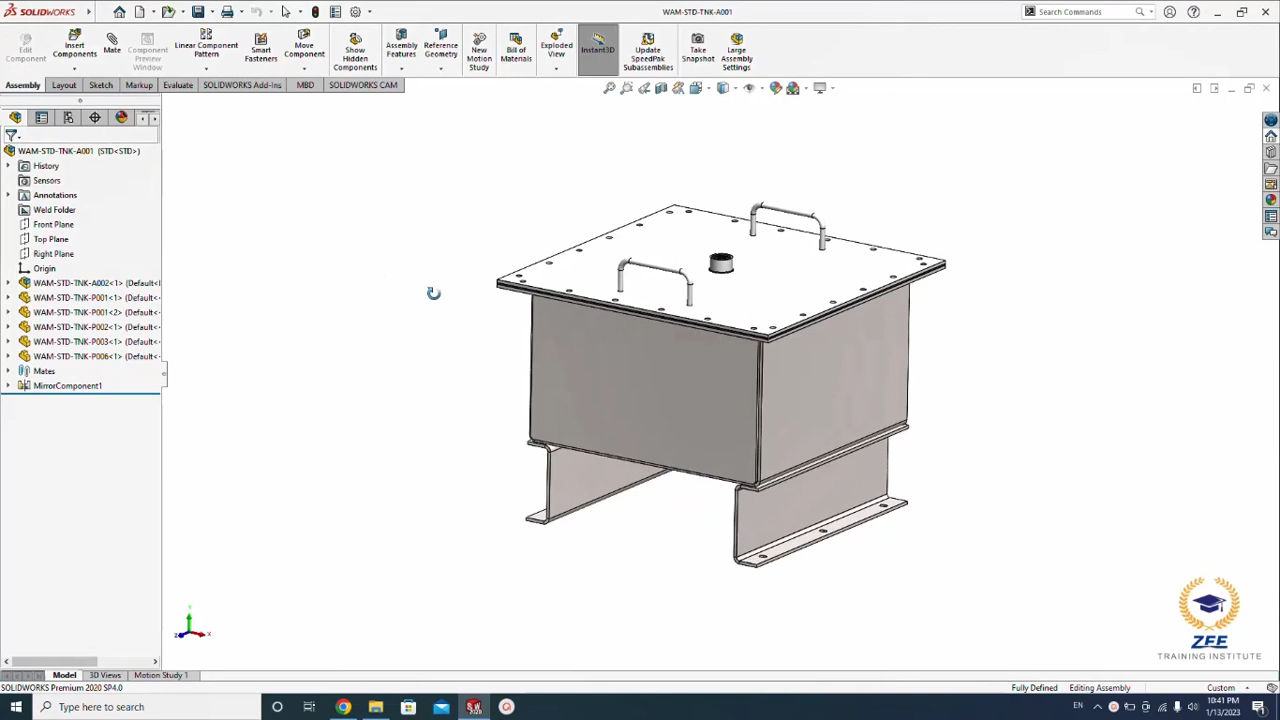 SOLIDWORKS
WAM-STD-TNK-A001
Search Commands
Edit Component
Insert Components
Mate
Component Preview Window
Linear Component Pattern
Smart Fasteners
Move Component
Show Hidden Components
Assembly Features
Reference Geometry
New Motion Study
Bill of Materials
Exploded View
Instant3D
Update SpeedPak Subassemblies
Take Snapshot
Large Assembly Settings
Assembly
Layout
Sketch
Markup
Evaluate
SOLIDWORKS Add-Ins
MBD
SOLIDWORKS CAM
WAM-STD-TNK-A001 (STD<STD>)
History
Sensors
Annotations
Weld Folder
Front Plane
Top Plane
Right Plane
Origin
WAM-STD-TNK-A002<1> (Default<
WAM-STD-TNK-P001<1> (Default<
WAM-STD-TNK-P001<2> (Default<
WAM-STD-TNK-P002<1> (Default<
WAM-STD-TNK-P003<1> (Default<
WAM-STD-TNK-P006<1> (Default<
Mates
MirrorComponent1
Y
Z
X
ZEE
TRAINING INSTITUTE
Model
3D Views
Motion Study 1
SOLIDWORKS Premium 2020 SP4.0
Fully Defined
Editing Assembly
Custom
Type here to search
EN
10:41 PM
1/13/2023